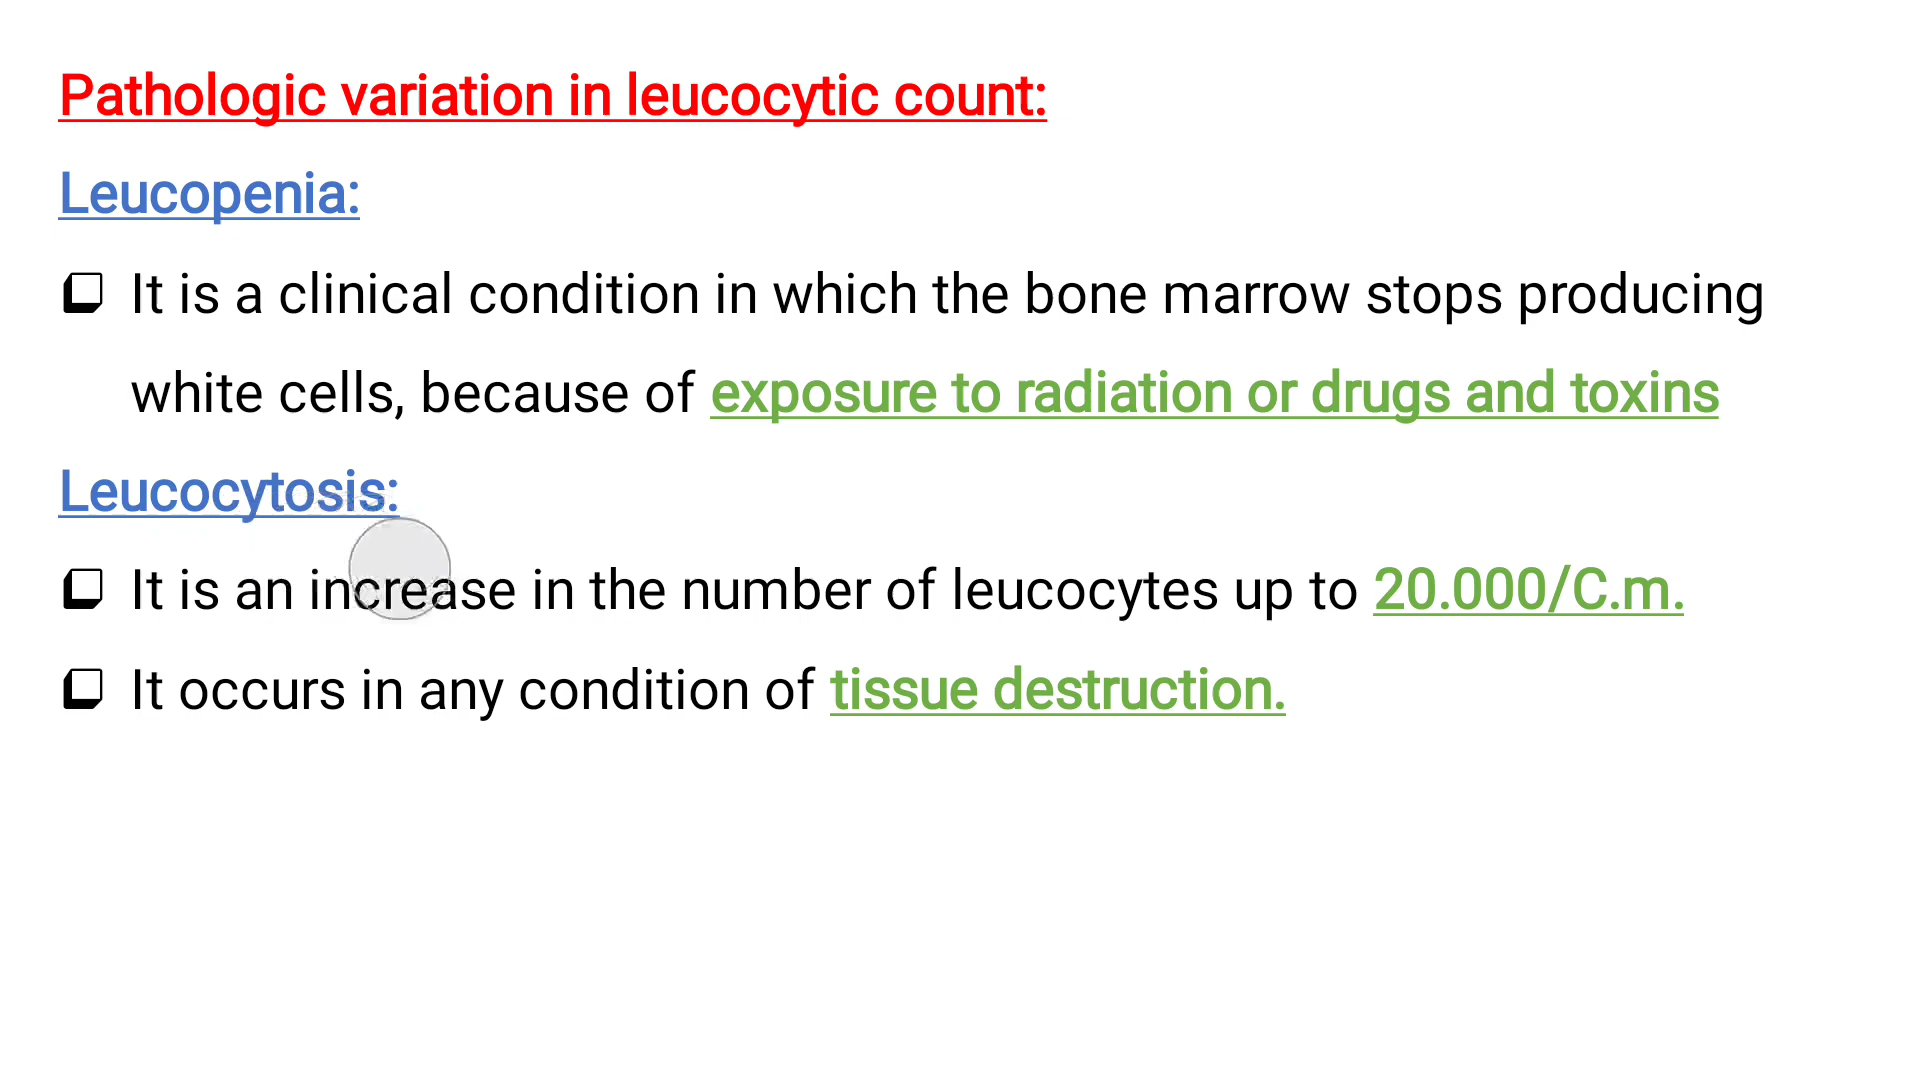 Pathologic variation in leucocytic count:
Leucopenia:
❑ It is a clinical condition in which the bone marrow stops producing
white cells, because of exposure to radiation or drugs and toxins
Leucocytosis:
❑ It is an increase in the number of leucocytes up to 20.000/C.m.
❑ It occurs in any condition of tissue destruction.